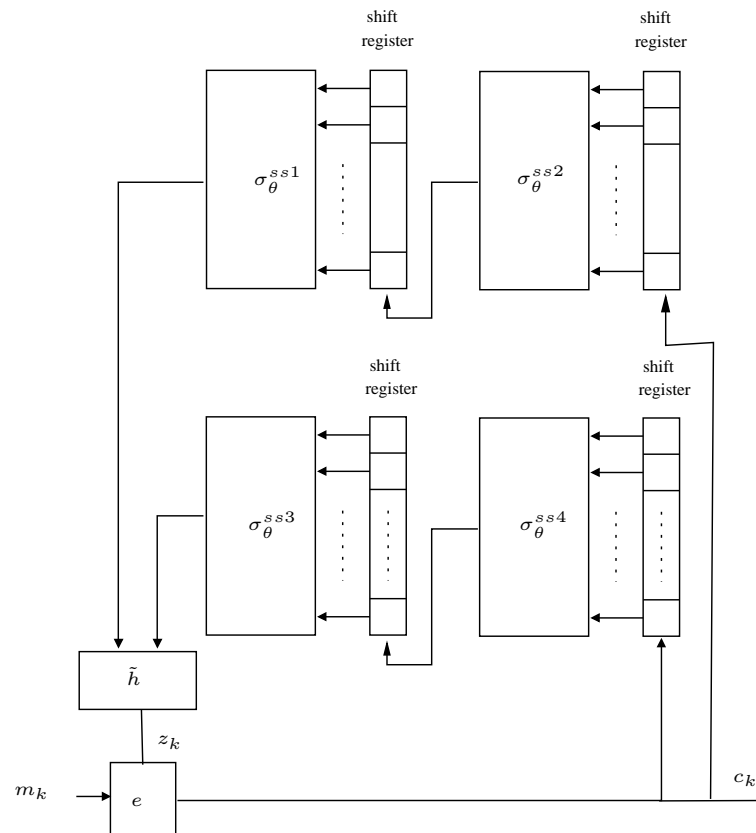 shift
register
shift
register
σ_θ^{ss1}
σ_θ^{ss2}
shift
register
shift
register
σ_θ^{ss3}
σ_θ^{ss4}
h̃
z_k
m_k
e
c_k